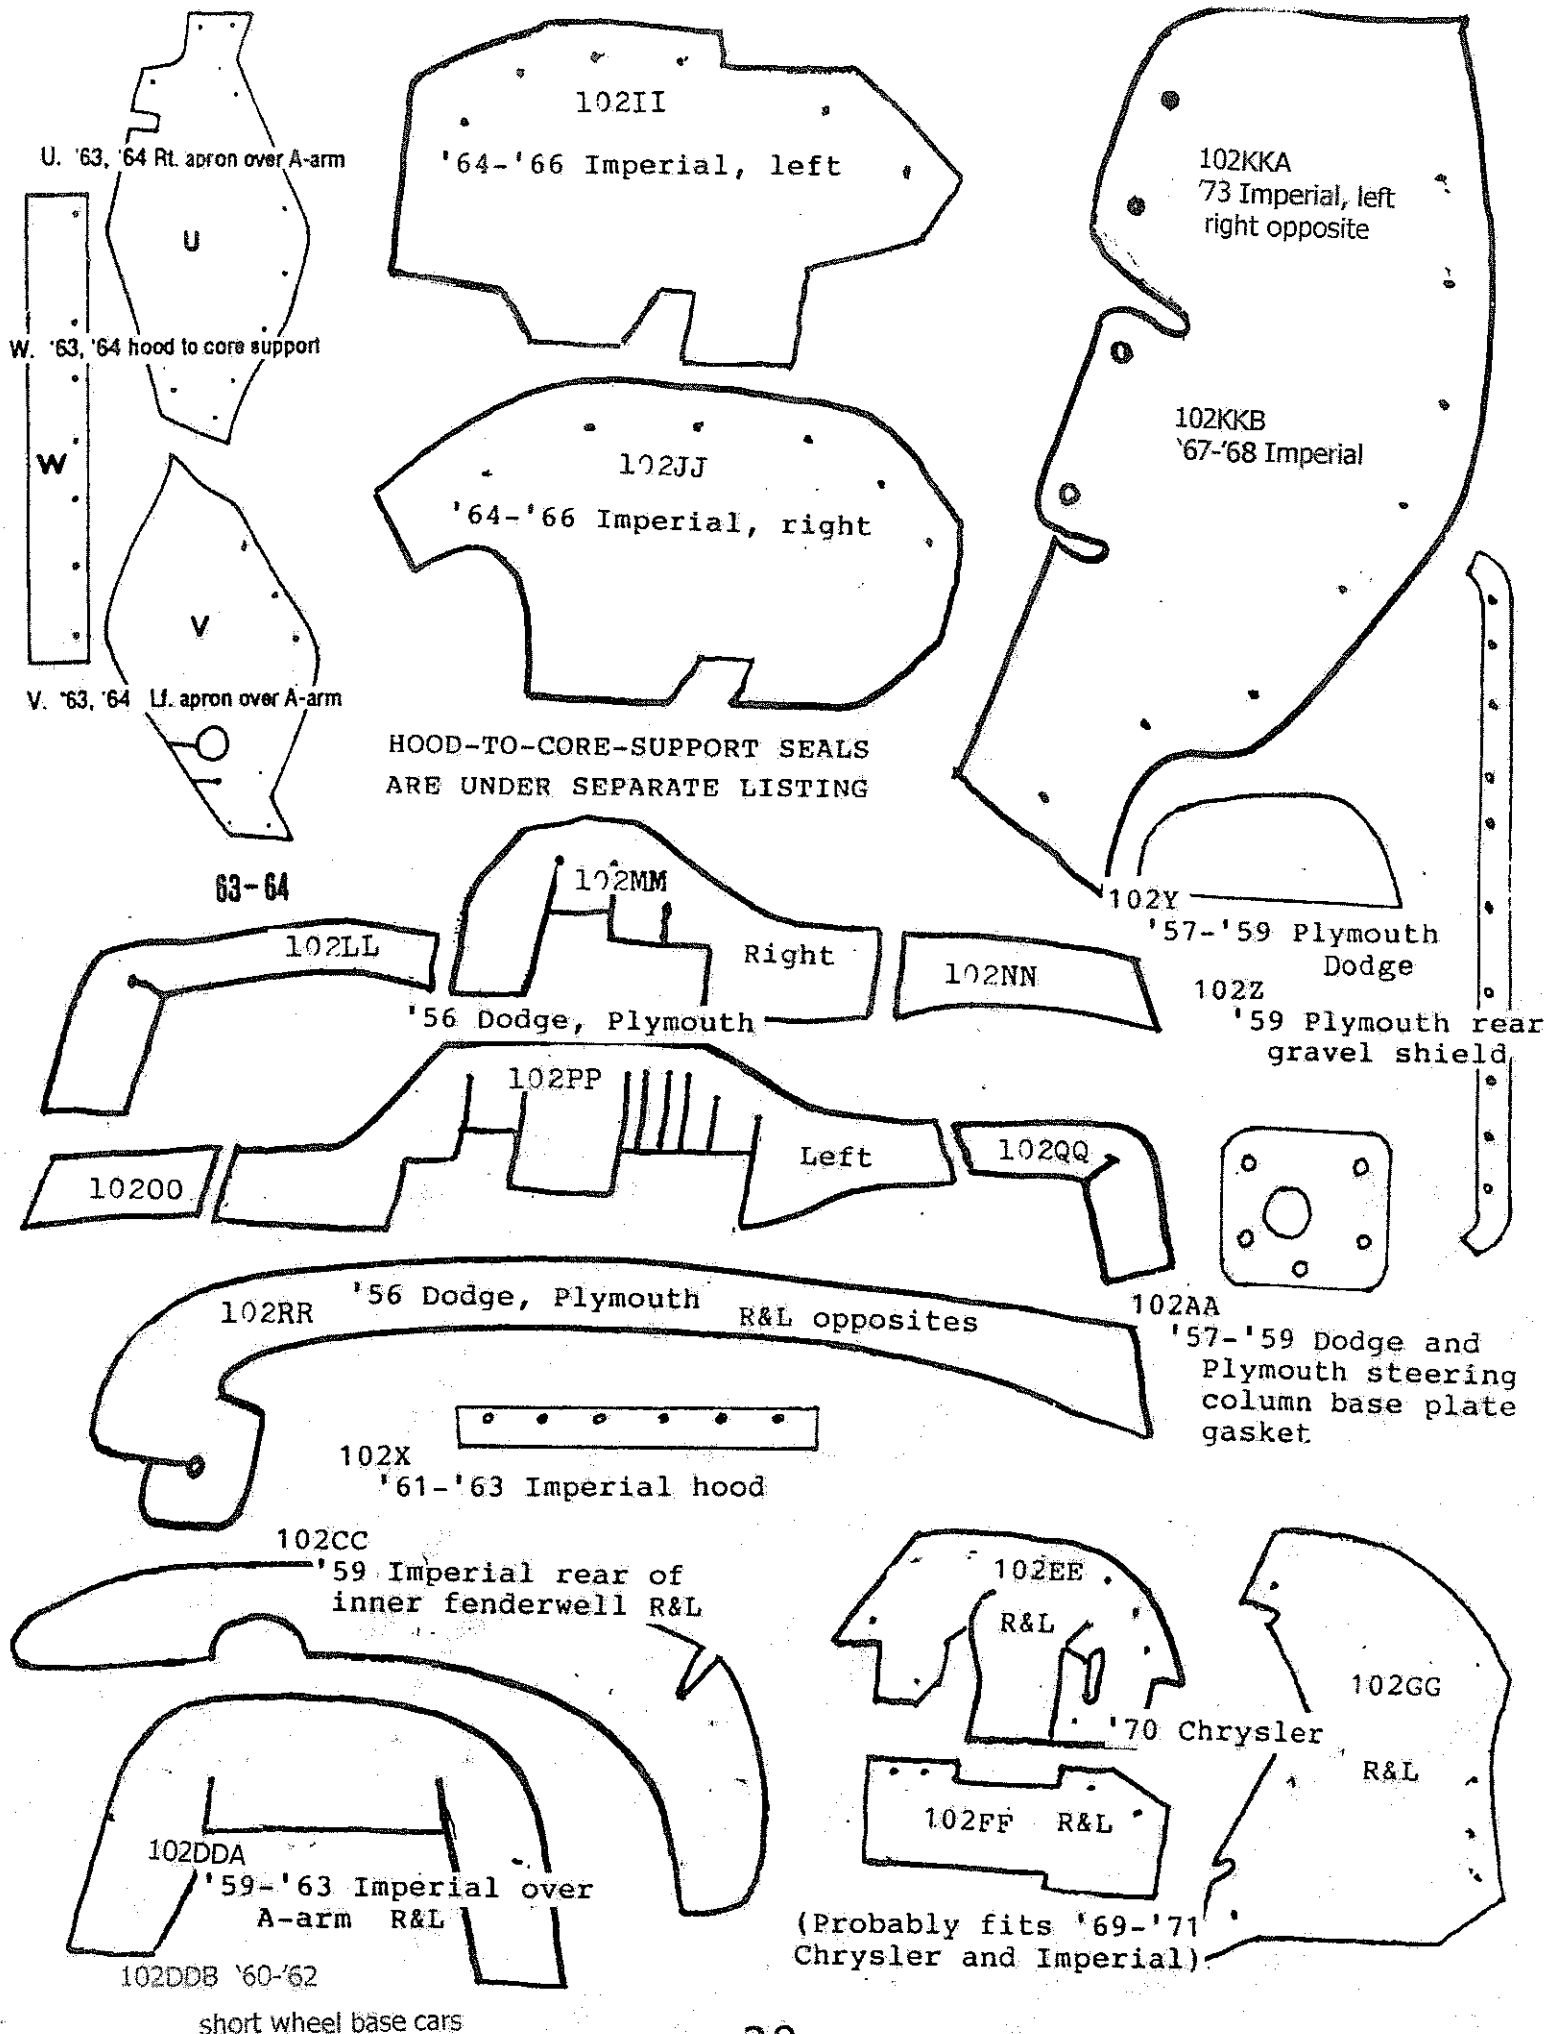 102II
'64-'66 Imperial, left
U. '63, '64 Rt. apron over A-arm
U
102KKA
'73 Imperial, left
right opposite
W. '63, '64 hood to core support
W
102KKB
'67-'68 Imperial
102JJ
'64-'66 Imperial, right
V
V. '63, '64 Lf. apron over A-arm
HOOD-TO-CORE-SUPPORT SEALS
ARE UNDER SEPARATE LISTING
63-64
102MM
102Y
'57-'59 Plymouth
Dodge
102LL
Right
102NN
102Z
'59 Plymouth rear
gravel shield
'56 Dodge, Plymouth
102PP
102OO
Left
102QQ
102RR
'56 Dodge, Plymouth
R&L opposites
102AA
'57-'59 Dodge and
Plymouth steering
column base plate
gasket
102X
'61-'63 Imperial hood
102CC
'59 Imperial rear of
inner fenderwell R&L
102EE
R&L
102GG
R&L
'70 Chrysler
102FF R&L
102DDA
'59-'63 Imperial over
A-arm R&L
(Probably fits '69-'71
Chrysler and Imperial)
102DDB '60-'62
short wheel base cars